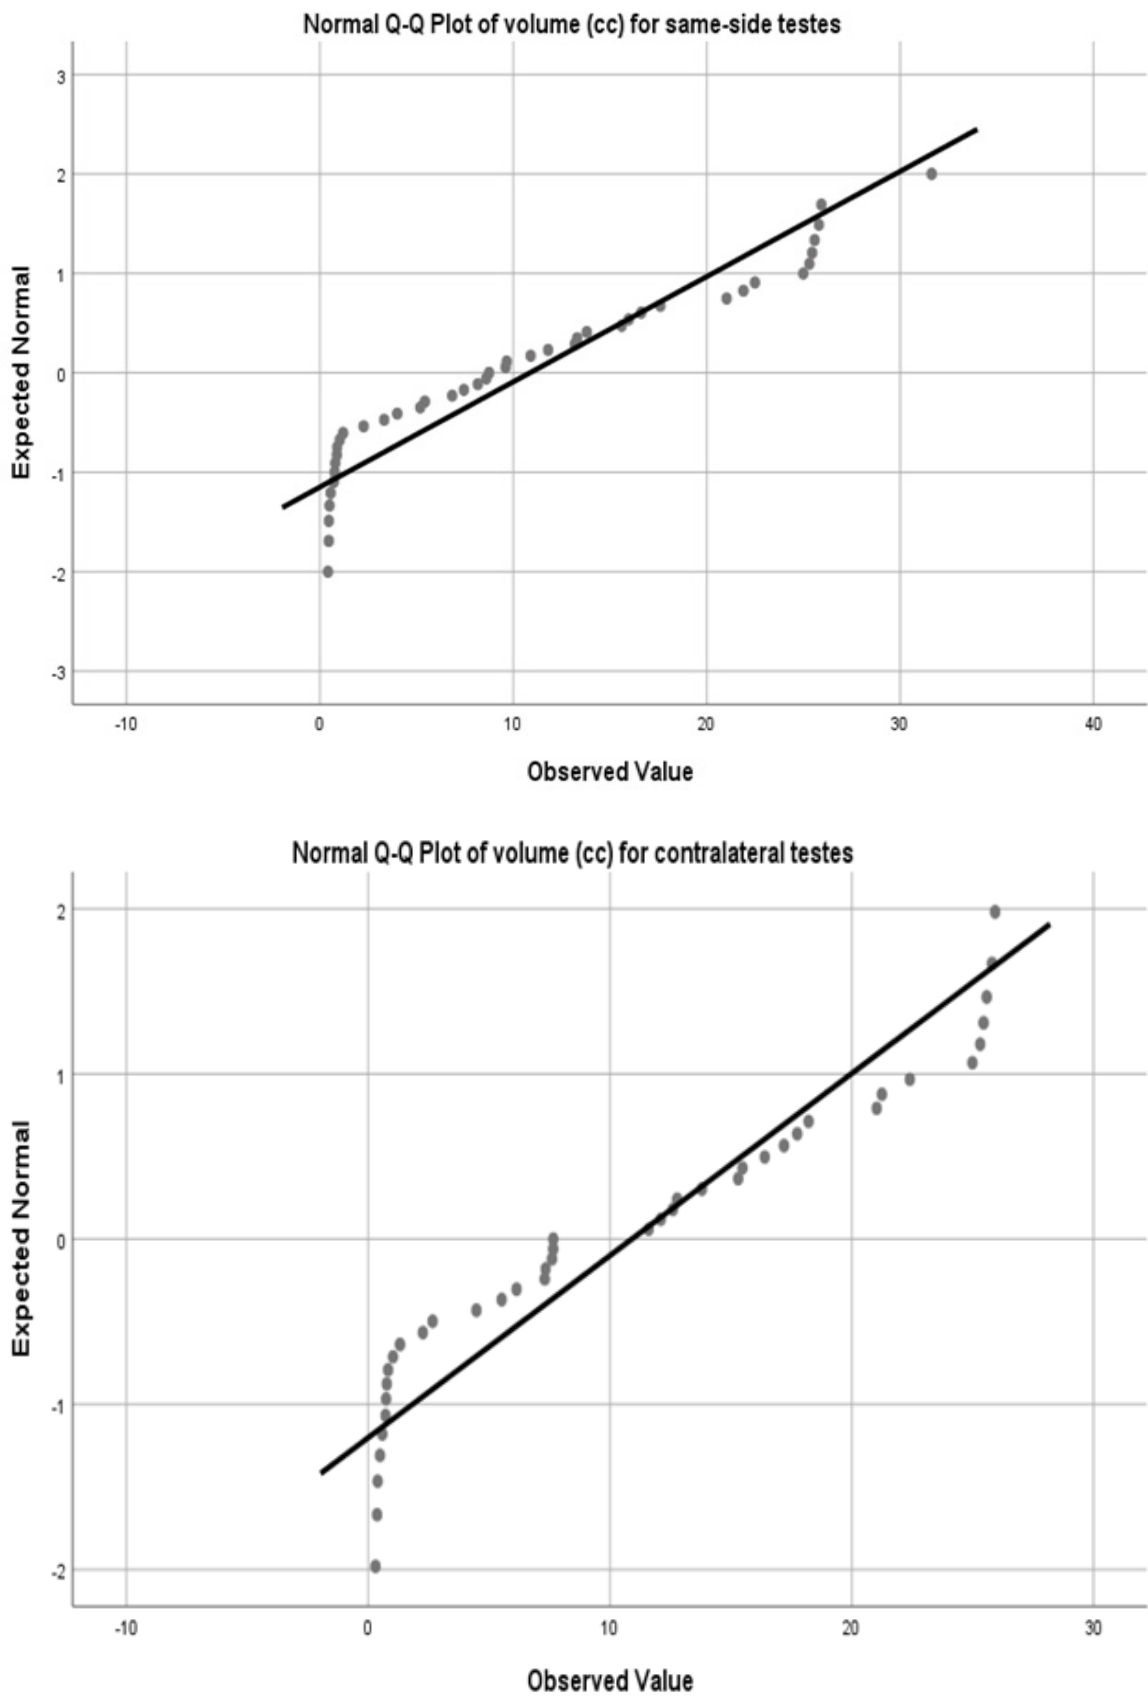 Normal Q-Q Plot of volume (cc) for same-side testes
3
2
1
0
-1
-2
-3
Expected Normal
-10 0 10 20 30 40
Observed Value
Normal Q-Q Plot of volume (cc) for contralateral testes
2
1
0
-1
-2
Expected Normal
-10 0 10 20 30
Observed Value